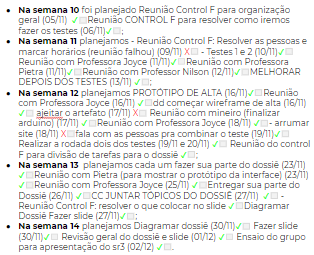 • Na semana 10 foi planejado Reunião Control F para organização
geral (05/11) ✓□Reunião CONTROL F para resolver como iremos
fazer os testes (06/11)✓□;
• Na semana 11 planejamos - Reunião Control F: Resolver as pessoas e
marcar horários (reunião falhou) (09/11) X□ - Testes 1 e 2 (10/11)✓□
Reunião com Professora Joyce (11/11)✓□Reunião com Professora
Pietra (11/11)✓□Reunião com Professor Nilson (12/11)✓□MELHORAR
DEPOIS DOS TESTES (13/11) ✓□;
• Na semana 12 planejamos PROTÓTIPO DE ALTA (16/11)✓□Reunião
com Professora Joyce (16/11) ✓□dd começar wireframe de alta (16/11)
✓□ ajeitar o artefato (17/11) X□ Reunião com mineiro (finalizar
arduino) (17/11) ✓□Reunião com Professora Joyce (18/11) ✓□- arrumar
site (18/11) X□fala com as pessoas pra combinar o teste (19/11)✓□
Realizar a rodada dois dos testes (19/11 e 20/11) ✓□ Reunião do control
F para divisão de tarefas para o dossiê ✓□;
• Na semana 13 planejamos cada um fazer sua parte do dossiê (23/11)
✓□Reunião com Pietra (para mostrar o protótipo da interface) (23/11)
✓□Reunião com Professora Joyce (25/11) ✓□Entregar sua parte do
Dossiê (26/11) ✓□CC JUNTAR TÓPICOS DO DOSSIÊ (27/11) ✓□ -
Reunião Control F: resolver o que colocar no slide ✓□Diagramar
Dossiê Fazer slide (27/11)✓□;
• Na semana 14 planejamos Diagramar dossiê (30/11)✓□ Fazer slide
(30/11)✓□ Revisão geral do dossiê e slide (01/12) ✓□ Ensaio do grupo
para apresentação do sr3 (02/12) ✓□.